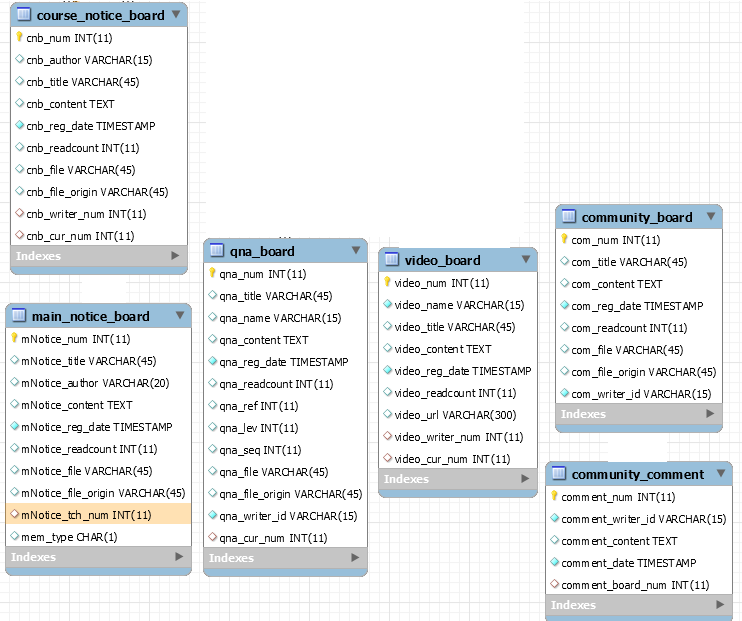 course_notice_board
cnb_num INT(11)
cnb_author VARCHAR(15)
cnb_title VARCHAR(45)
cnb_content TEXT
cnb_reg_date TIMESTAMP
cnb_readcount INT(11)
cnb_file VARCHAR(45)
cnb_file_origin VARCHAR(45)
cnb_writer_num INT(11)
cnb_cur_num INT(11)
Indexes
main_notice_board
mNotice_num INT(11)
mNotice_title VARCHAR(45)
mNotice_author VARCHAR(20)
mNotice_content TEXT
mNotice_reg_date TIMESTAMP
mNotice_readcount INT(11)
mNotice_file VARCHAR(45)
mNotice_file_origin VARCHAR(45)
mNotice_tch_num INT(11)
mem_type CHAR(1)
Indexes
qna_board
qna_num INT(11)
qna_title VARCHAR(45)
qna_name VARCHAR(15)
qna_content TEXT
qna_reg_date TIMESTAMP
qna_readcount INT(11)
qna_ref INT(11)
qna_lev INT(11)
qna_seq INT(11)
qna_file VARCHAR(45)
qna_file_origin VARCHAR(45)
qna_writer_id VARCHAR(15)
qna_cur_num INT(11)
Indexes
video_board
video_num INT(11)
video_name VARCHAR(15)
video_title VARCHAR(45)
video_content TEXT
video_reg_date TIMESTAMP
video_readcount INT(11)
video_url VARCHAR(300)
video_writer_num INT(11)
video_cur_num INT(11)
Indexes
community_board
com_num INT(11)
com_title VARCHAR(45)
com_content TEXT
com_reg_date TIMESTAMP
com_readcount INT(11)
com_file VARCHAR(45)
com_file_origin VARCHAR(45)
com_writer_id VARCHAR(15)
Indexes
community_comment
comment_num INT(11)
comment_writer_id VARCHAR(15)
comment_content TEXT
comment_date TIMESTAMP
comment_board_num INT(11)
Indexes